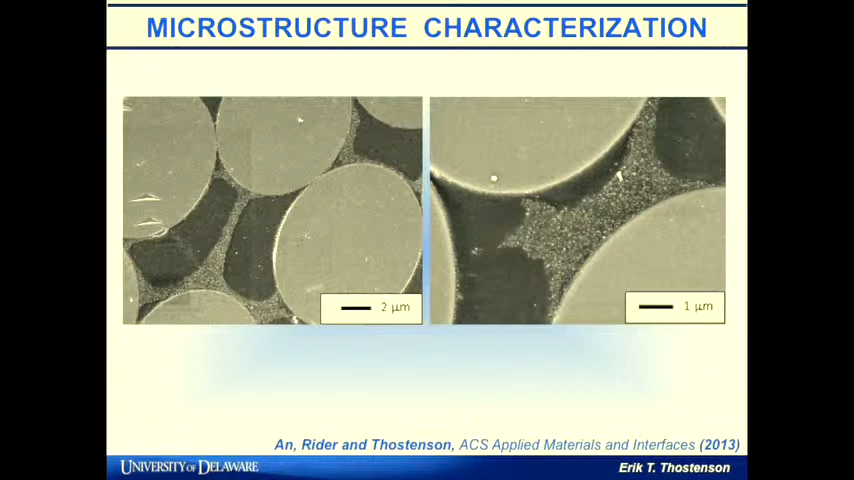 MICROSTRUCTURE CHARACTERIZATION
2 μm
1 μm
An, Rider and Thostenson, ACS Applied Materials and Interfaces (2013)
UNIVERSITY OF DELAWARE
Erik T. Thostenson